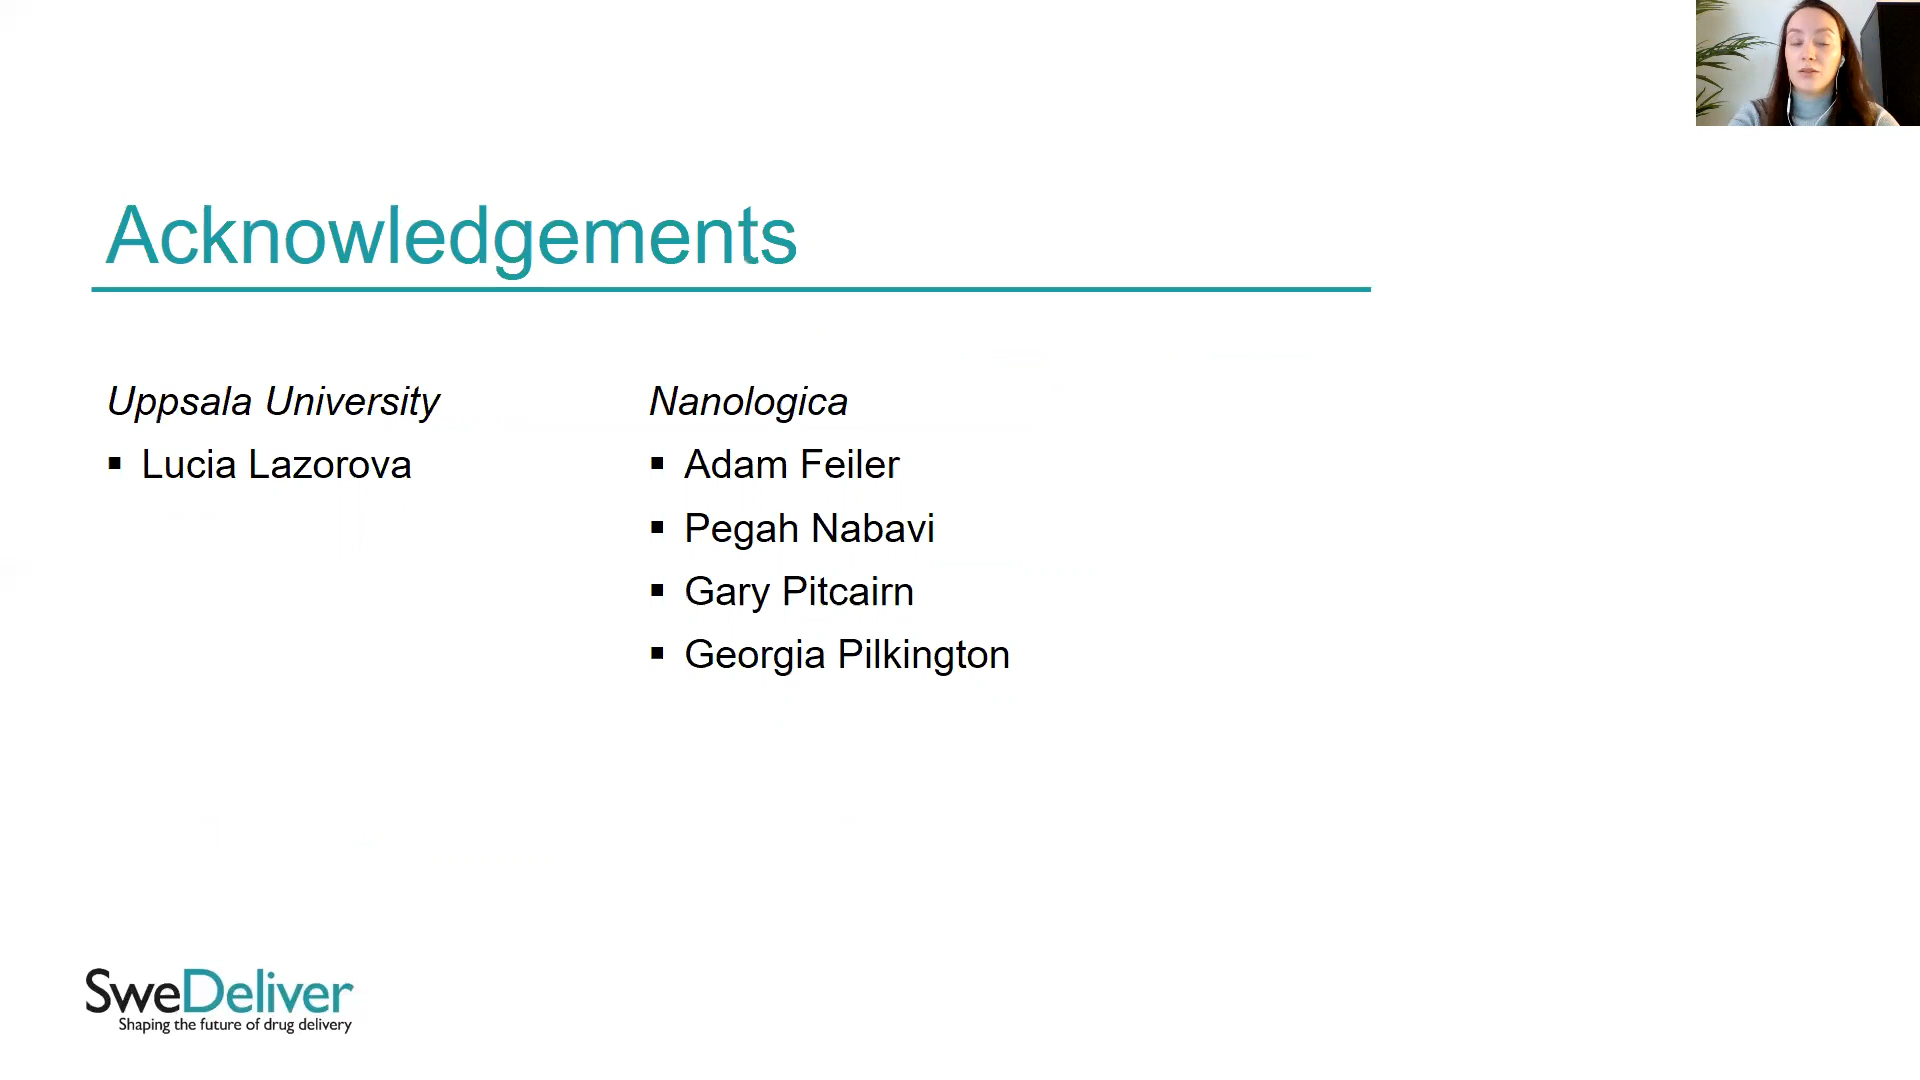 Acknowledgements
Uppsala University
▪ Lucia Lazorova
Nanologica
▪ Adam Feiler
▪ Pegah Nabavi
▪ Gary Pitcairn
▪ Georgia Pilkington
SweDeliver
Shaping the future of drug delivery